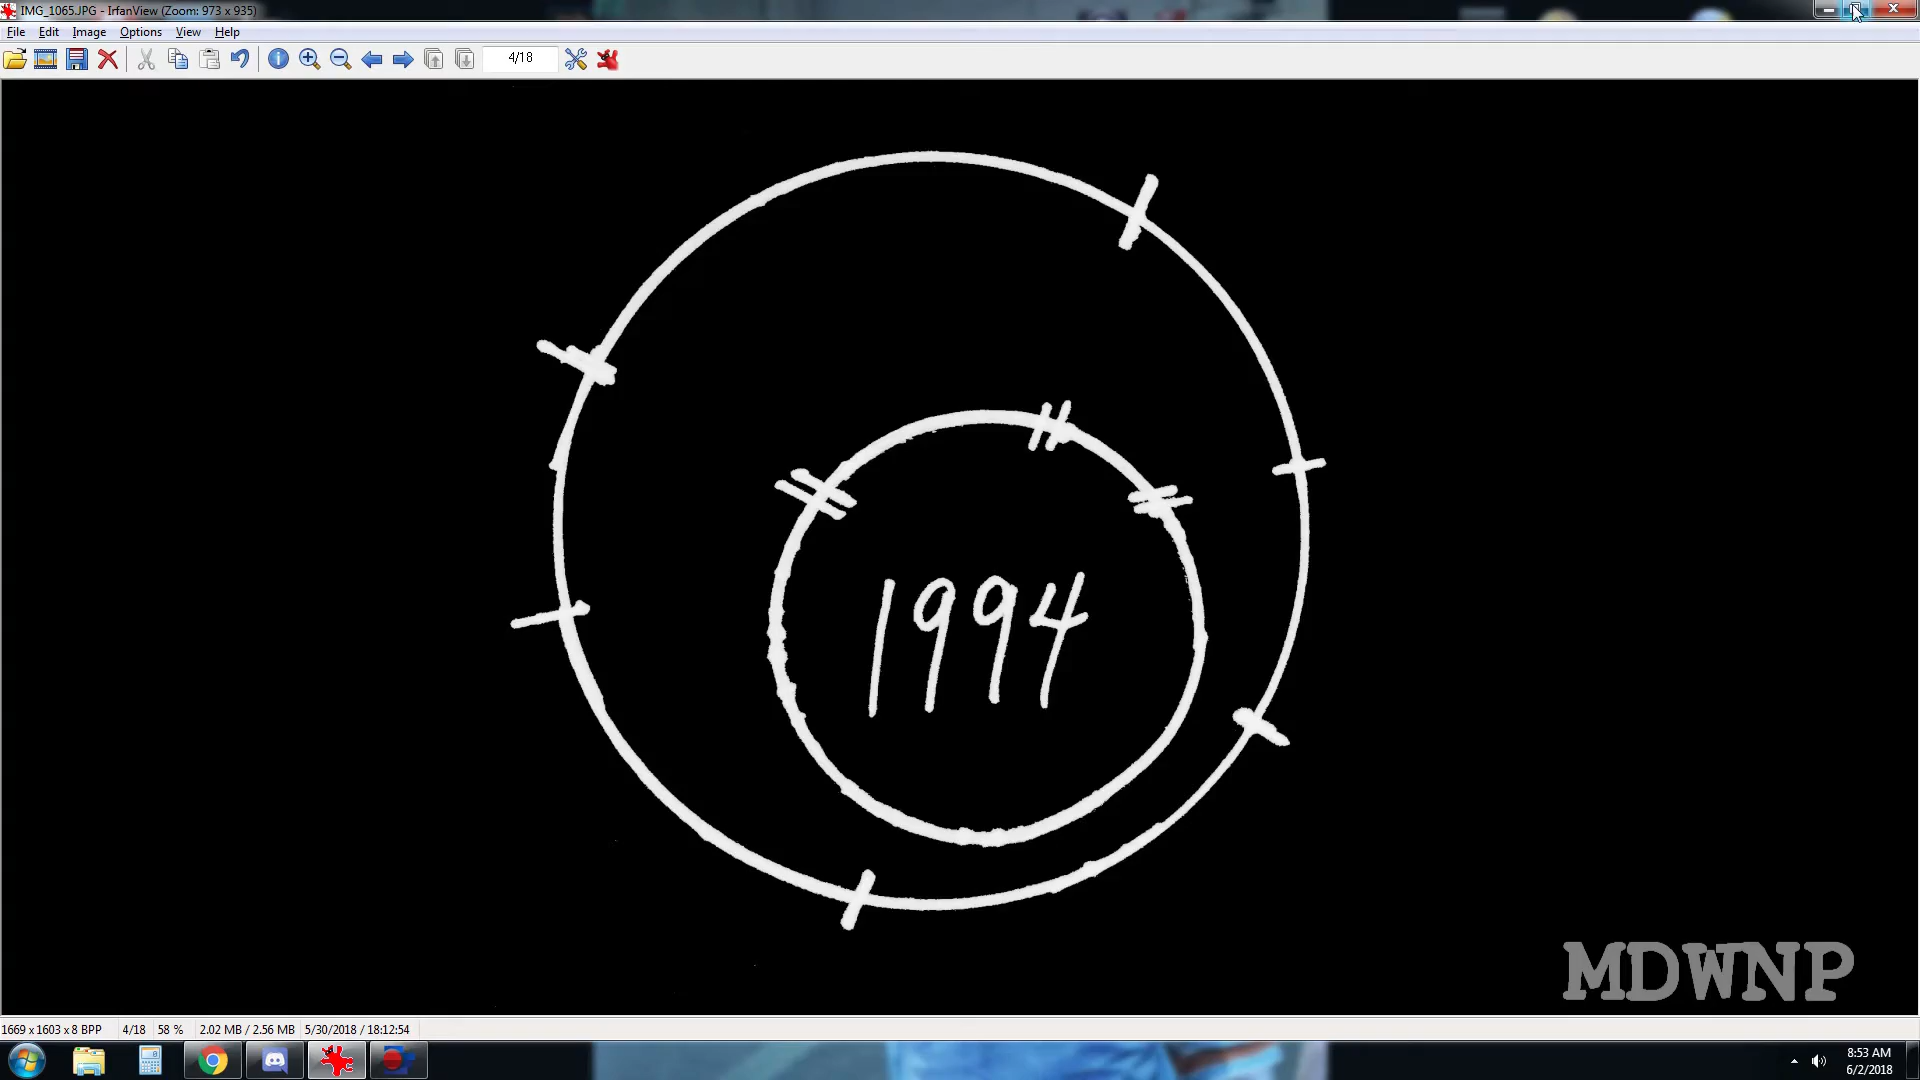 IMG_1065.JPG - IrfanView (Zoom: 973 x 935)
File Edit Image Options View Help
4/18
1994
MDWNP
1669 x 1603 x 8 BPP 4/18 58 % 2.02 MB / 2.56 MB 5/30/2018 / 18:12:54
8:53 AM
6/2/2018